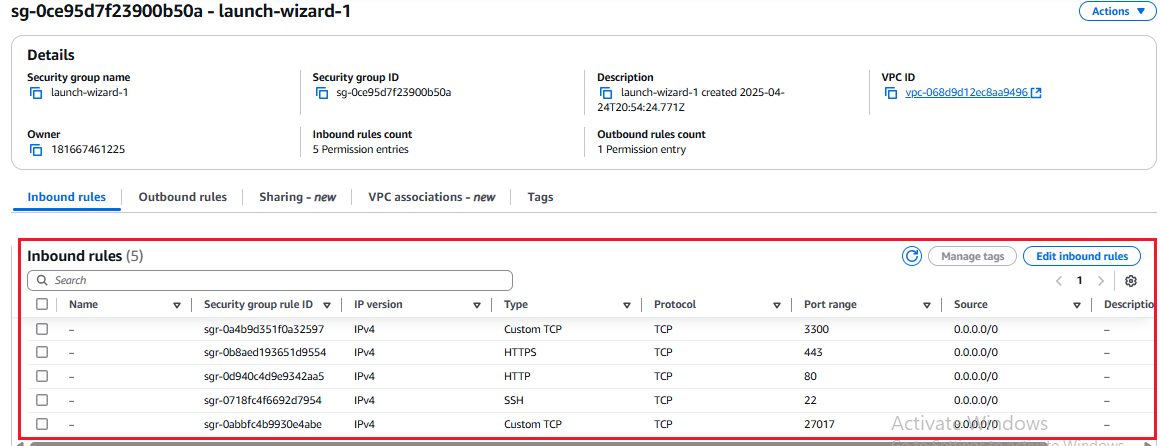 sg-0ce95d7f23900b50a - launch-wizard-1
Actions
Details
Security group name
launch-wizard-1
Security group ID
sg-0ce95d7f23900b50a
Description
launch-wizard-1 created 2025-04-
24T20:54:24.771Z
VPC ID
vpc-068d9d12ec8aa9496
Owner
181667461225
Inbound rules count
5 Permission entries
Outbound rules count
1 Permission entry
Inbound rules Outbound rules Sharing - new VPC associations - new Tags
Inbound rules (5)
Manage tags Edit inbound rules
Search
1
Name Security group rule ID IP version Type Protocol Port range Source Descriptio
– sgr-0a4b9d351f0a32597 IPv4 Custom TCP TCP 3300 0.0.0.0/0 –
– sgr-0b8aed193651d9554 IPv4 HTTPS TCP 443 0.0.0.0/0 –
– sgr-0d940c4d9e9342aa5 IPv4 HTTP TCP 80 0.0.0.0/0 –
– sgr-0718fc4f6692d7954 IPv4 SSH TCP 22 0.0.0.0/0 –
– sgr-0abbfc4b9930e4abe IPv4 Custom TCP TCP 27017 0.0.0.0/0 –
Activate Windows